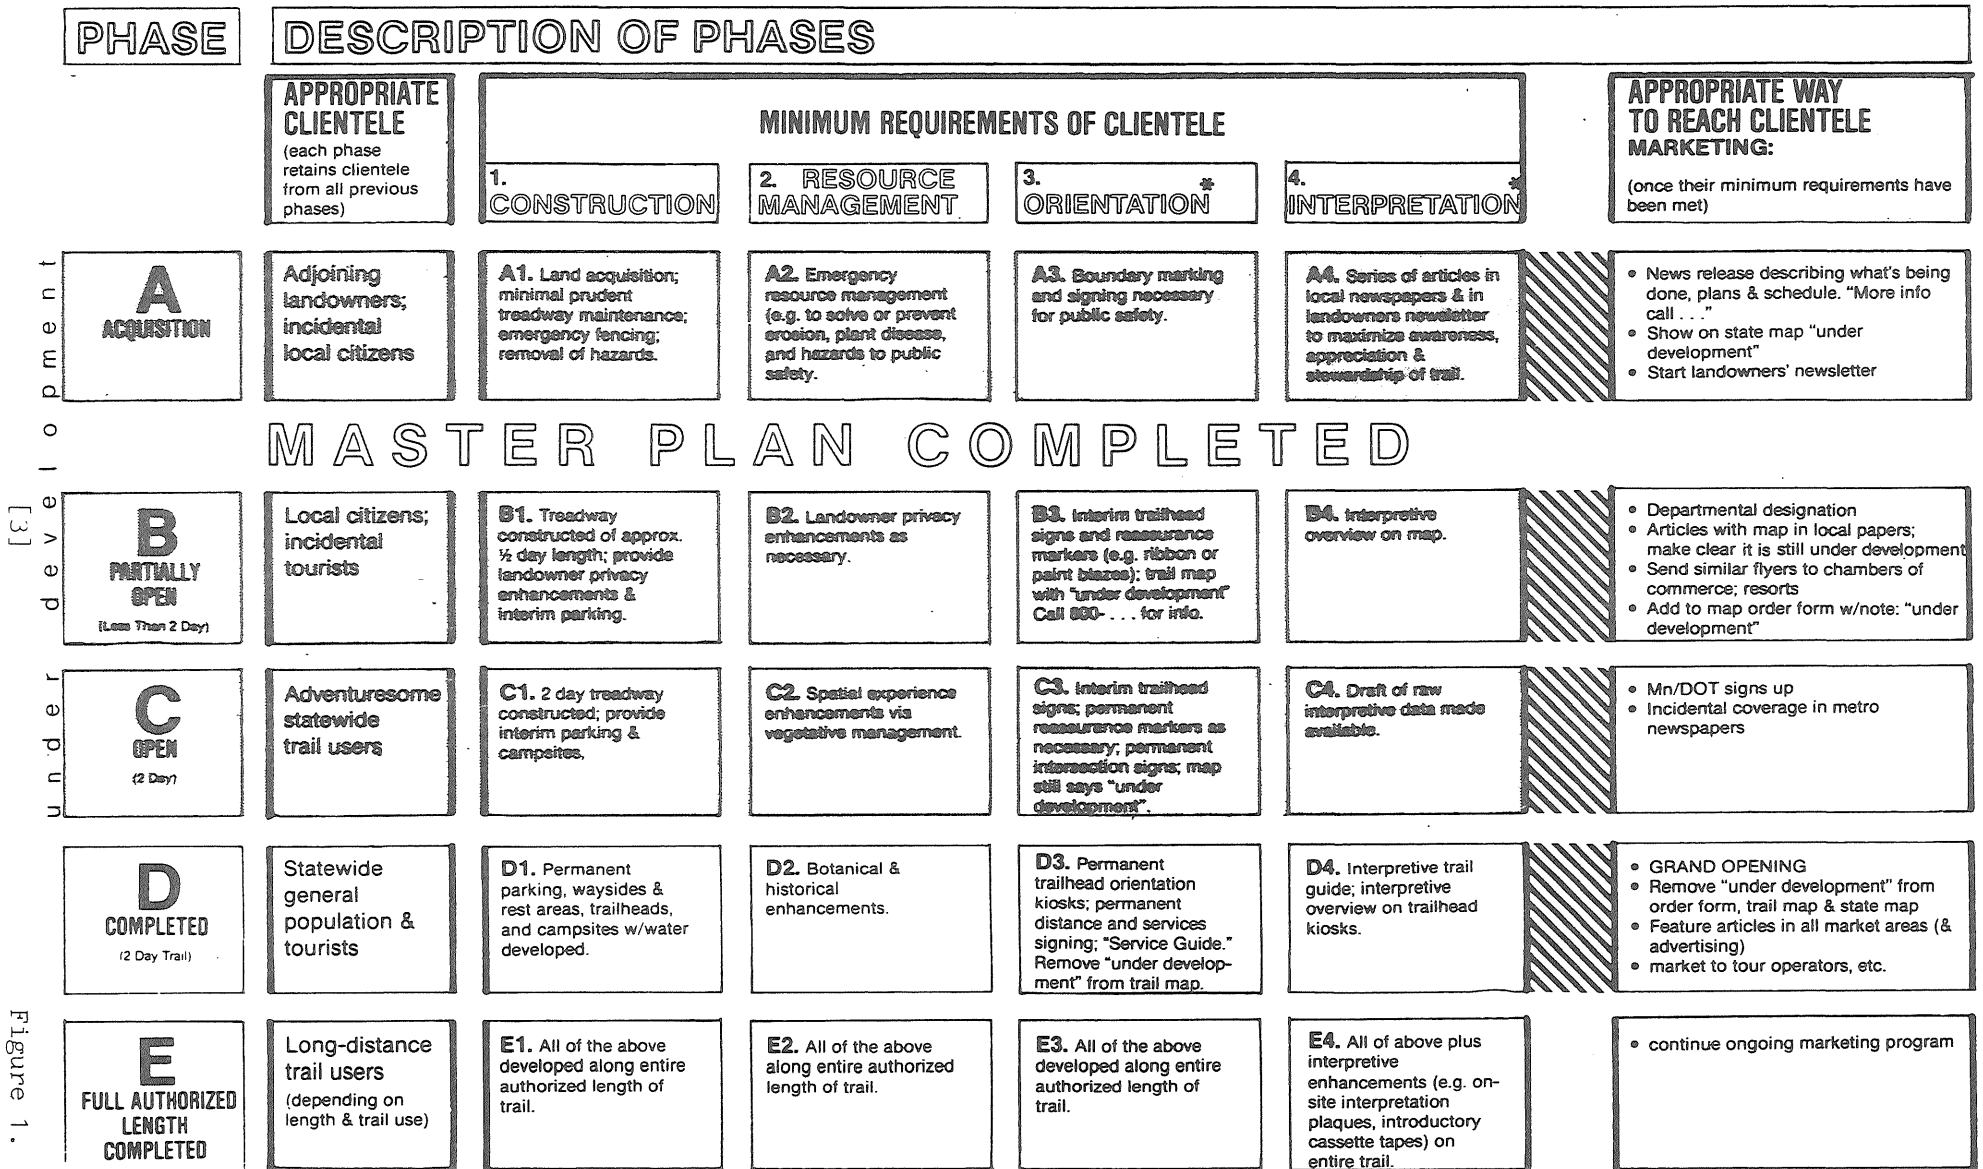 PHASE
DESCRIPTION OF PHASES
APPROPRIATE
CLIENTELE
(each phase
retains clientele
from all previous
phases)
MINIMUM REQUIREMENTS OF CLIENTELE
1.
CONSTRUCTION
2. RESOURCE
MANAGEMENT
3. *
ORIENTATION
4. *
INTERPRETATION
APPROPRIATE WAY
TO REACH CLIENTELE
MARKETING:
(once their minimum requirements have
been met)
under development
A
ACQUISITION
Adjoining
landowners;
incidental
local citizens
A1. Land acquisition;
minimal prudent
treadway maintenance;
emergency fencing;
removal of hazards.
A2. Emergency
resource management
(e.g. to solve or prevent
erosion, plant disease,
and hazards to public
safety.
A3. Boundary marking
and signing necessary
for public safety.
A4. Series of articles in
local newspapers & in
landowners newsletter
to maximize awareness,
appreciation &
stewardship of trail.
• News release describing what's being
done, plans & schedule. "More info
call . . ."
• Show on state map "under
development"
• Start landowners' newsletter
MASTER PLAN COMPLETED
B
PARTIALLY
OPEN
(Less Than 2 Day)
Local citizens;
incidental
tourists
B1. Treadway
constructed of approx.
½ day length; provide
landowner privacy
enhancements &
interim parking.
B2. Landowner privacy
enhancements as
necessary.
B3. Interim trailhead
signs and reassurance
markers (e.g. ribbon or
paint blazes); trail map
with "under development"
Call 800- . . . for info.
B4. Interpretive
overview on map.
• Departmental designation
• Articles with map in local papers;
make clear it is still under development
• Send similar flyers to chambers of
commerce; resorts
• Add to map order form w/note: "under
development"
C
OPEN
(2 Day)
Adventuresome
statewide
trail users
C1. 2 day treadway
constructed; provide
interim parking &
campsites,
C2. Spatial experience
enhancements via
vegetative management.
C3. Interim trailhead
signs; permanent
reassurance markers as
necessary; permanent
intersection signs; map
still says "under
development".
C4. Draft of raw
interpretive data made
available.
• Mn/DOT signs up
• Incidental coverage in metro
newspapers
D
COMPLETED
(2 Day Trail)
Statewide
general
population &
tourists
D1. Permanent
parking, waysides &
rest areas, trailheads,
and campsites w/water
developed.
D2. Botanical &
historical
enhancements.
D3. Permanent
trailhead orientation
kiosks; permanent
distance and services
signing; "Service Guide."
Remove "under develop-
ment" from trail map.
D4. Interpretive trail
guide; interpretive
overview on trailhead
kiosks.
• GRAND OPENING
• Remove "under development" from
order form, trail map & state map
• Feature articles in all market areas (&
advertising)
• market to tour operators, etc.
E
FULL AUTHORIZED
LENGTH
COMPLETED
Long-distance
trail users
(depending on
length & trail use)
E1. All of the above
developed along entire
authorized length of
trail.
E2. All of the above
along entire authorized
length of trail.
E3. All of the above
developed along entire
authorized length of
trail.
E4. All of above plus
interpretive
enhancements (e.g. on-
site interpretation
plaques, introductory
cassette tapes) on
entire trail.
• continue ongoing marketing program
[3]
Figure 1.